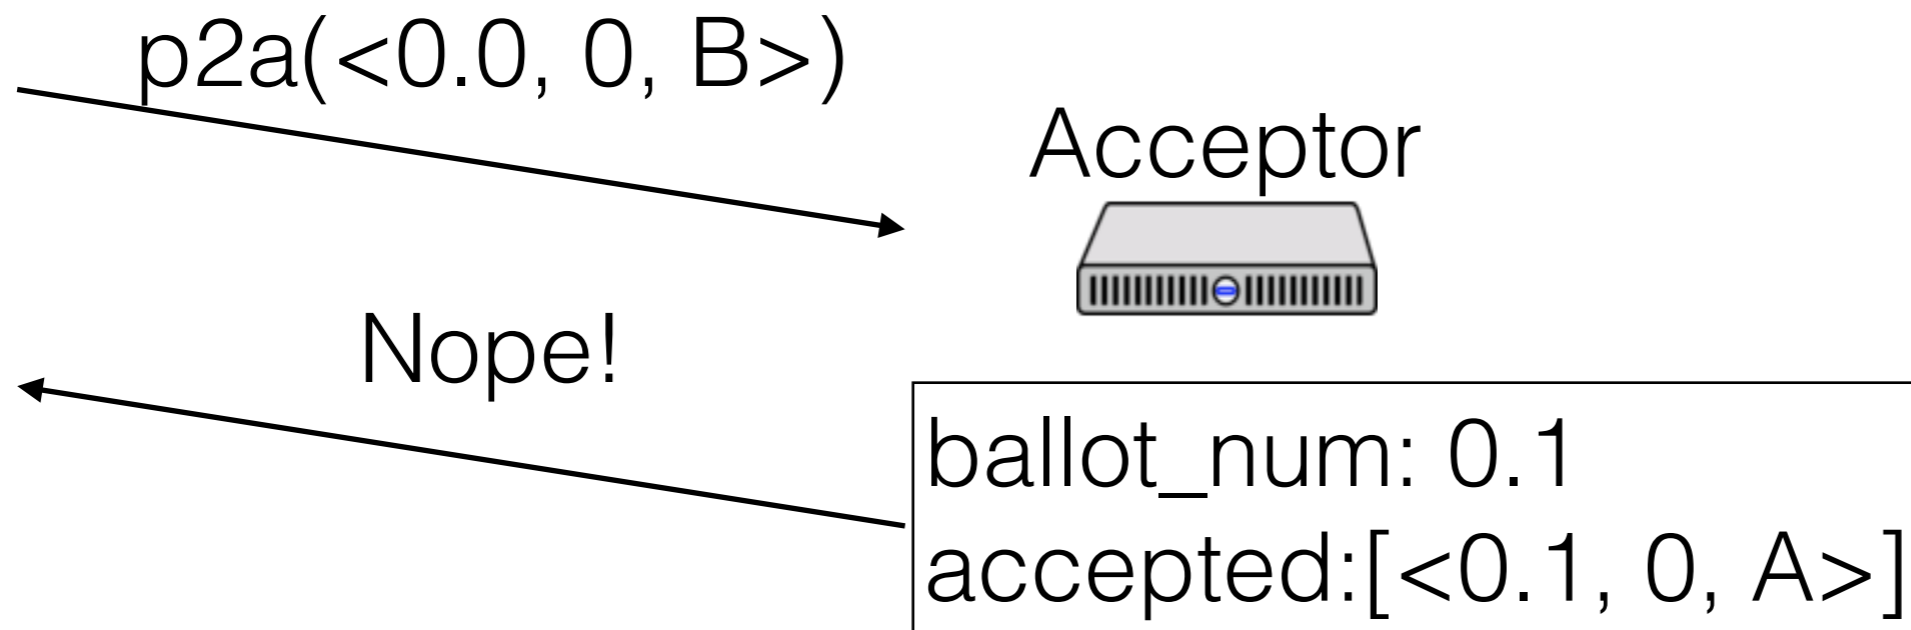 p2a(<0.0, 0, B>)
Acceptor
Nope!
ballot_num: 0.1
accepted:[<0.1, 0, A>]